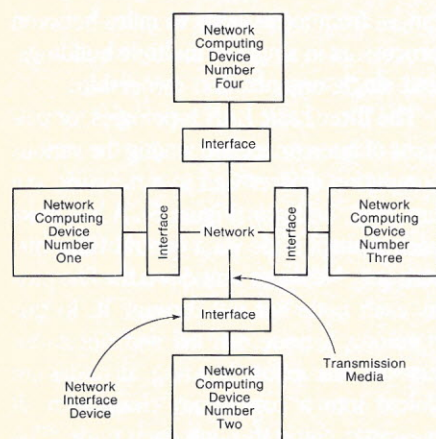 Network
Computing
Device
Number
Four
Interface
Network
Computing
Device
Number
One
Interface
Network
Interface
Network
Computing
Device
Number
Three
Interface
Network
Interface
Device
Transmission
Media
Network
Computing
Device
Number
Two